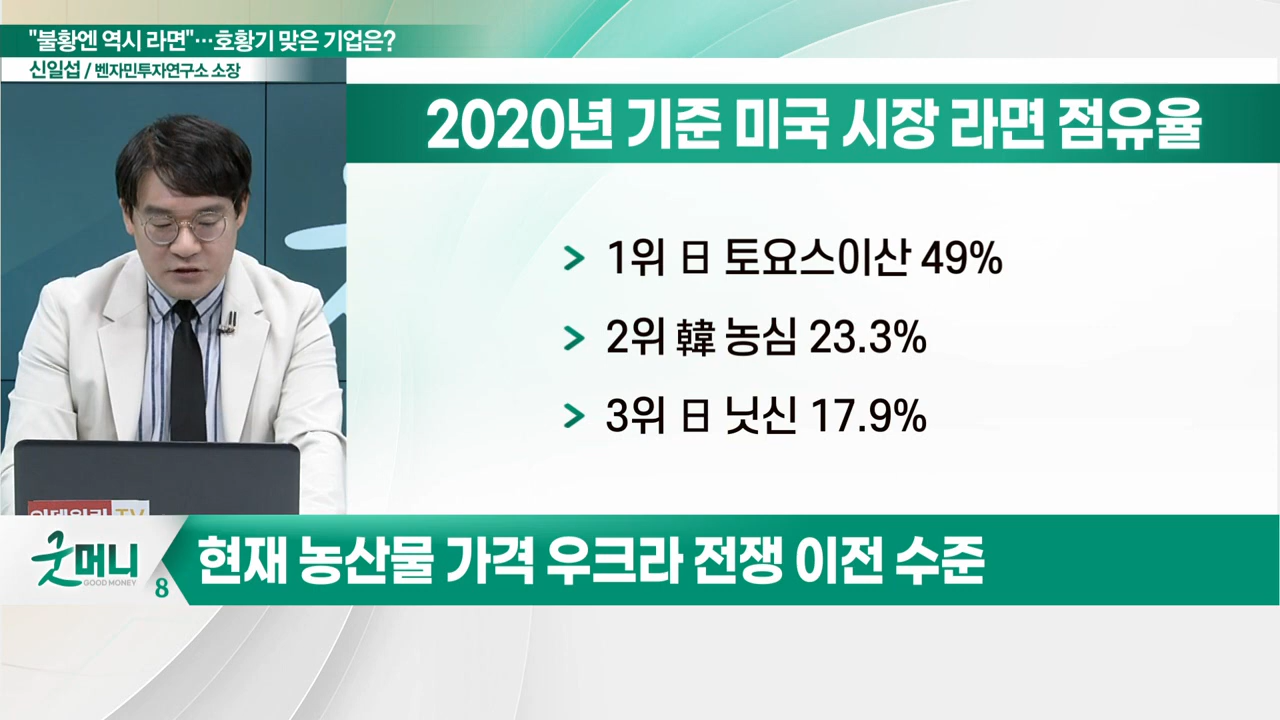 "불황엔 역시 라면"…호황기 맞은 기업은?
신일섭 / 벤자민투자연구소 소장
2020년 기준 미국 시장 라면 점유율
> 1위 日 토요스이산 49%
> 2위 韓 농심 23.3%
> 3위 日 닛신 17.9%
굿머니
GOOD MONEY
8
현재 농산물 가격 우크라 전쟁 이전 수준